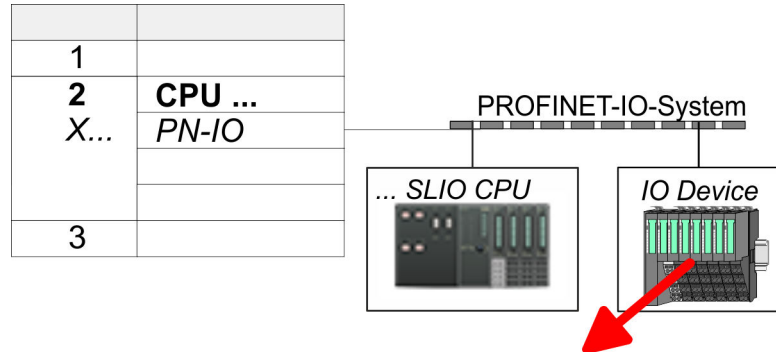 1
2 CPU ...
X... PN-IO
3
PROFINET-IO-System
... SLIO CPU
IO Device